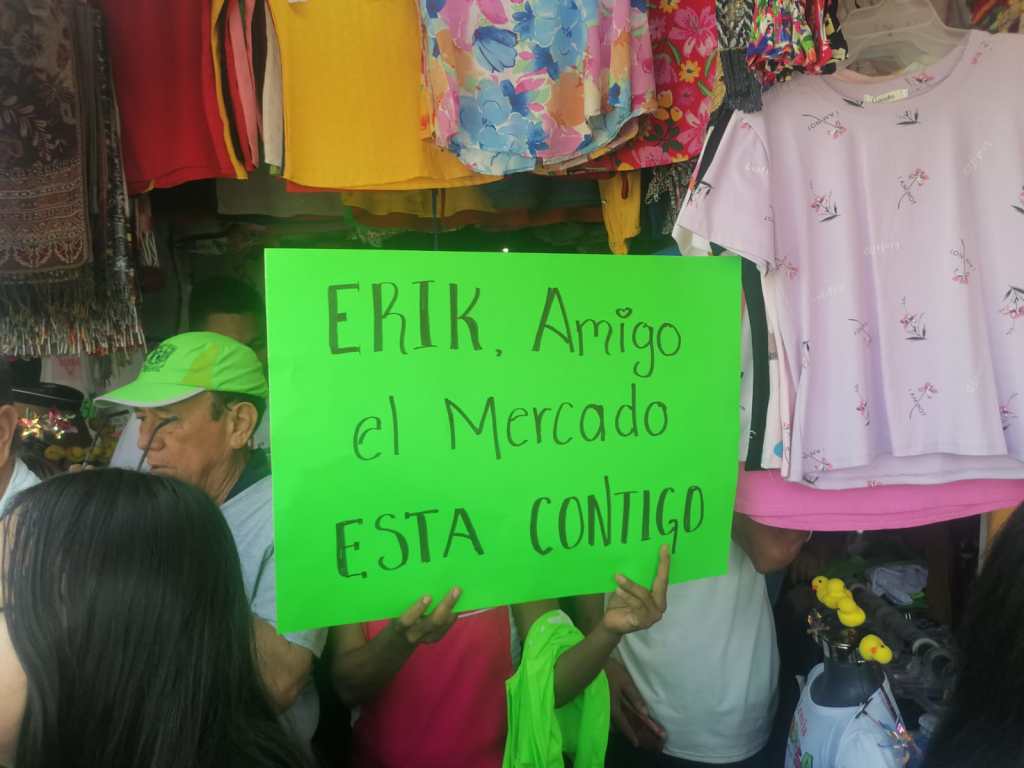 ERIK, Amigo
el Mercado
ESTA CONTIGO